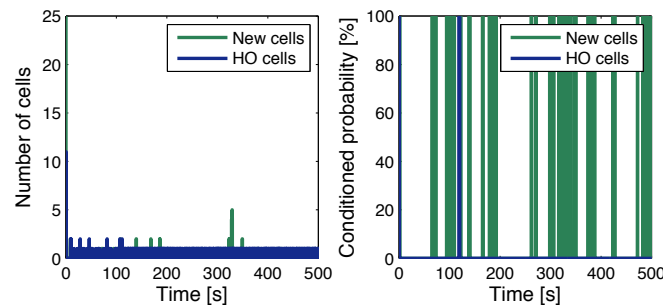 25
20
15
10
5
0
0 100 200 300 400 500
Number of cells
Time [s]
New cells
HO cells
100
80
60
40
20
0
0 100 200 300 400 500
Conditioned probability [%]
Time [s]
New cells
HO cells